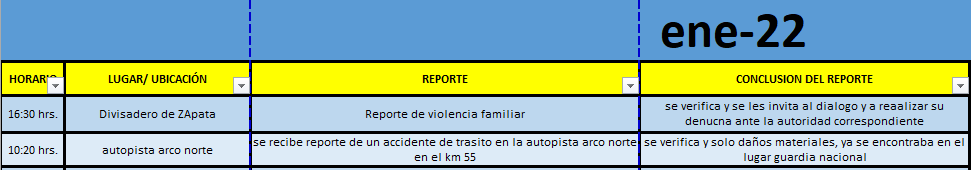 ene-22
HORARIO LUGAR/ UBICACIÓN REPORTE CONCLUSION DEL REPORTE
16:30 hrs. Divisadero de ZApata Reporte de violencia familiar se verifica y se les invita al dialogo y a reaalizar su
denucna ante la autoridad correspondiente
10:20 hrs. autopista arco norte se recibe reporte de un accidente de trasito en la autopista arco norte
en el km 55
se verifica y solo daños materiales, ya se encontraba en el
lugar guardia nacional